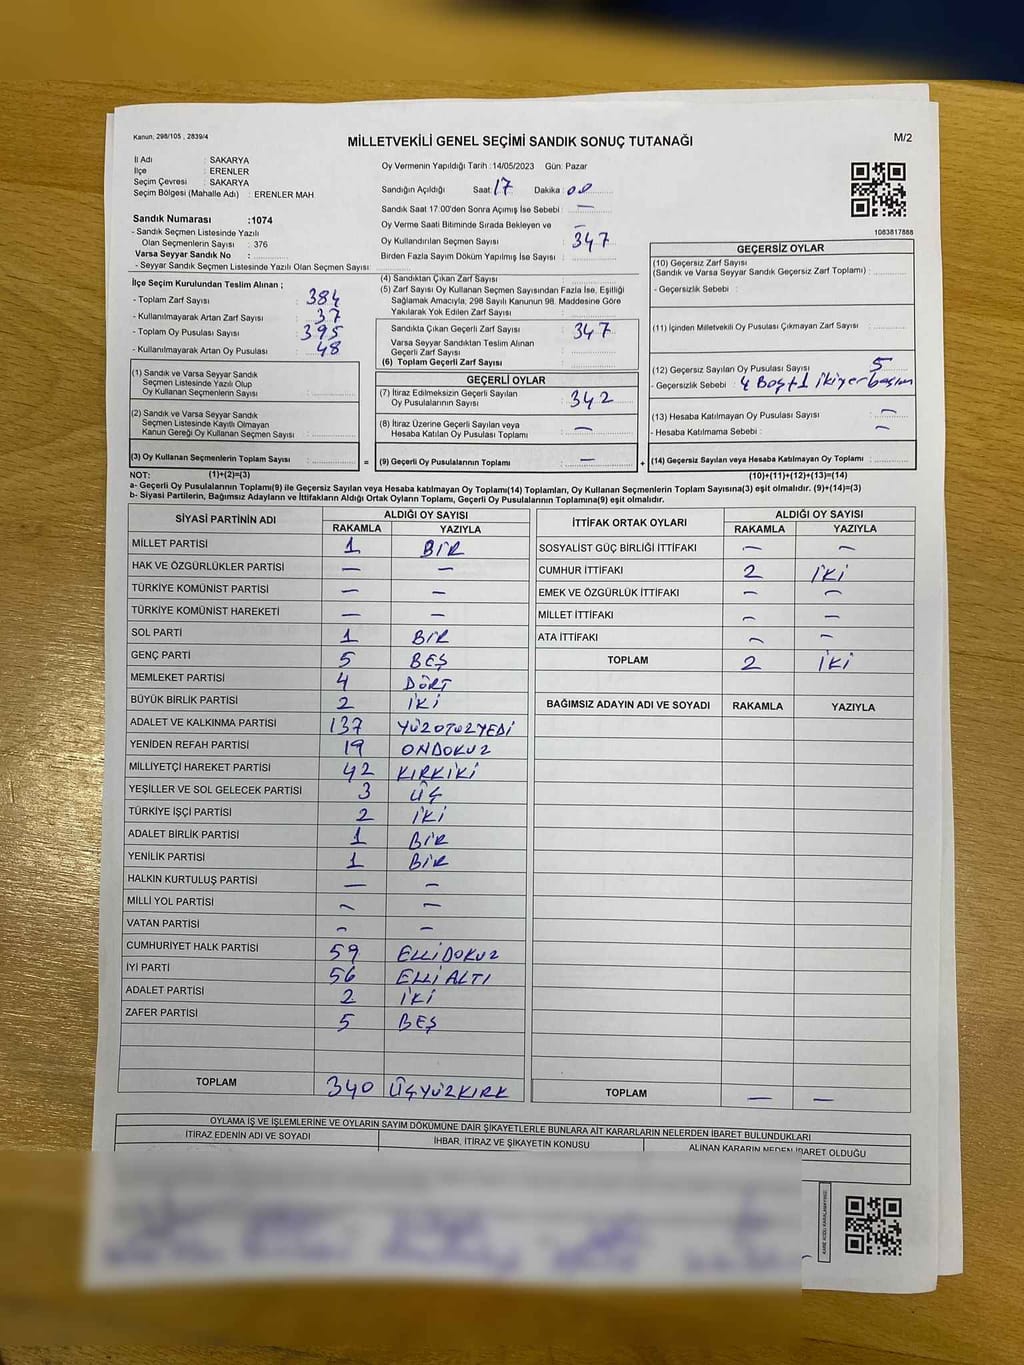 Kanun, 298/105 , 2839/4
MİLLETVEKİLİ GENEL SEÇİMİ SANDIK SONUÇ TUTANAĞI
M/2
İl Adı : SAKARYA
İlçe : ERENLER
Seçim Çevresi : SAKARYA
Seçim Bölgesi (Mahalle Adı) : ERENLER MAH
Sandık Numarası :1074
- Sandık Seçmen Listesinde Yazılı
Olan Seçmenlerin Sayısı : 376
Varsa Seyyar Sandık No :
- Seyyar Sandık Seçmen Listesinde Yazılı Olan Seçmen Sayısı:
Oy Vermenin Yapıldığı Tarih :14/05/2023 Gün: Pazar
Sandığın Açıldığı Saat: 17 Dakika: 00
Sandık Saat 17.00'den Sonra Açımış İse Sebebi : —
Oy Verme Saati Bitiminde Sırada Bekleyen ve —
Oy Kullandırılan Seçmen Sayısı 347
Birden Fazla Sayım Döküm Yapılmış İse Sayısı :
1083817888
İlçe Seçim Kurulundan Teslim Alınan ;
- Toplam Zarf Sayısı : 384
- Kullanılmayarak Artan Zarf Sayısı : 37
- Toplam Oy Pusulası Sayısı : 395
- Kullanılmayarak Artan Oy Pusulası : 48
(1) Sandık ve Varsa Seyyar Sandık
Seçmen Listesinde Yazılı Olup
Oy Kullanan Seçmenlerin Sayısı :
(2) Sandık ve Varsa Seyyar Sandık
Seçmen Listesinde Kayıtlı Olmayan
Kanun Gereği Oy Kullanan Seçmen Sayısı :
(3) Oy Kullanan Seçmenlerin Toplam Sayısı :
(4) Sandıktan Çıkan Zarf Sayısı :
(5) Zarf Sayısı Oy Kullanan Seçmen Sayısından Fazla İse, Eşitliği
Sağlamak Amacıyla, 298 Sayılı Kanunun 98. Maddesine Göre
Yakılarak Yok Edilen Zarf Sayısı :
Sandıkta Çıkan Geçerli Zarf Sayısı : 347
Varsa Seyyar Sandıktan Teslim Alınan
Geçerli Zarf Sayısı :
(6) Toplam Geçerli Zarf Sayısı :
GEÇERLİ OYLAR
(7) İtiraz Edilmeksizin Geçerli Sayılan
Oy Pusulalarının Sayısı : 342
(8) İtiraz Üzerine Geçerli Sayılan veya
Hesaba Katılan Oy Pusulası Toplamı : —
= (9) Geçerli Oy Pusulalarının Toplamı : — +
GEÇERSİZ OYLAR
(10) Geçersiz Zarf Sayısı
(Sandık ve Varsa Seyyar Sandık Geçersiz Zarf Toplamı) :
- Geçersizlik Sebebi :
(11) İçinden Milletvekili Oy Pusulası Çıkmayan Zarf Sayısı :
(12) Geçersiz Sayılan Oy Pusulası Sayısı : 5
- Geçersizlik Sebebi : 4 Boş+1 ikiyer basım
(13) Hesaba Katılmayan Oy Pusulası Sayısı : —
- Hesaba Katılmama Sebebi : —
(14) Geçersiz Sayılan veya Hesaba Katılmayan Oy Toplamı :
NOT: (1)+(2)=(3) (10)+(11)+(12)+(13)=(14)
a- Geçerli Oy Pusulalarının Toplamı(9) ile Geçersiz Sayılan veya Hesaba katılmayan Oy Toplamı(14) Toplamları, Oy Kullanan Seçmenlerin Toplam Sayısına(3) eşit olmalıdır. (9)+(14)=(3)
b- Siyasi Partilerin, Bağımsız Adayların ve İttifakların Aldığı Ortak Oyların Toplamı, Geçerli Oy Pusulalarının Toplamına(9) eşit olmalıdır.
SİYASİ PARTİNİN ADI ALDIĞI OY SAYISI
RAKAMLA YAZIYLA
MİLLET PARTİSİ 1 BİR
HAK VE ÖZGÜRLÜKLER PARTİSİ — —
TÜRKİYE KOMÜNİST PARTİSİ — —
TÜRKİYE KOMÜNİST HAREKETİ — —
SOL PARTİ 1 BİR
GENÇ PARTİ 5 BEŞ
MEMLEKET PARTİSİ 4 DÖRT
BÜYÜK BİRLİK PARTİSİ 2 İKİ
ADALET VE KALKINMA PARTİSİ 137 YÜZOTUZYEDİ
YENİDEN REFAH PARTİSİ 19 ONDOKUZ
MİLLİYETÇİ HAREKET PARTİSİ 42 KIRKİKİ
YEŞİLLER VE SOL GELECEK PARTİSİ 3 ÜÇ
TÜRKİYE İŞÇİ PARTİSİ 2 İKİ
ADALET BİRLİK PARTİSİ 1 BİR
YENİLİK PARTİSİ 1 BİR
HALKIN KURTULUŞ PARTİSİ — —
MİLLİ YOL PARTİSİ — —
VATAN PARTİSİ — —
CUMHURİYET HALK PARTİSİ 59 ELLİDOKUZ
İYİ PARTİ 56 ELLİALTI
ADALET PARTİSİ 2 İKİ
ZAFER PARTİSİ 5 BEŞ
TOPLAM 340 ÜÇYÜZKIRK
İTTİFAK ORTAK OYLARI ALDIĞI OY SAYISI
RAKAMLA YAZIYLA
SOSYALİST GÜÇ BİRLİĞİ İTTİFAKI — —
CUMHUR İTTİFAKI 2 İKİ
EMEK VE ÖZGÜRLÜK İTTİFAKI — —
MİLLET İTTİFAKI — —
ATA İTTİFAKI — —
TOPLAM 2 İKİ
BAĞIMSIZ ADAYIN ADI VE SOYADI RAKAMLA YAZIYLA
TOPLAM — —
OYLAMA İŞ VE İŞLEMLERİNE VE OYLARIN SAYIM DÖKÜMÜNE DAİR ŞİKAYETLERLE BUNLARA AİT KARARLARIN NELERDEN İBARET BULUNDUKLARI
İTİRAZ EDENİN ADI VE SOYADI İHBAR, İTİRAZ VE ŞİKAYETİN KONUSU ALINAN KARARIN NEDEN İBARET OLDUĞU